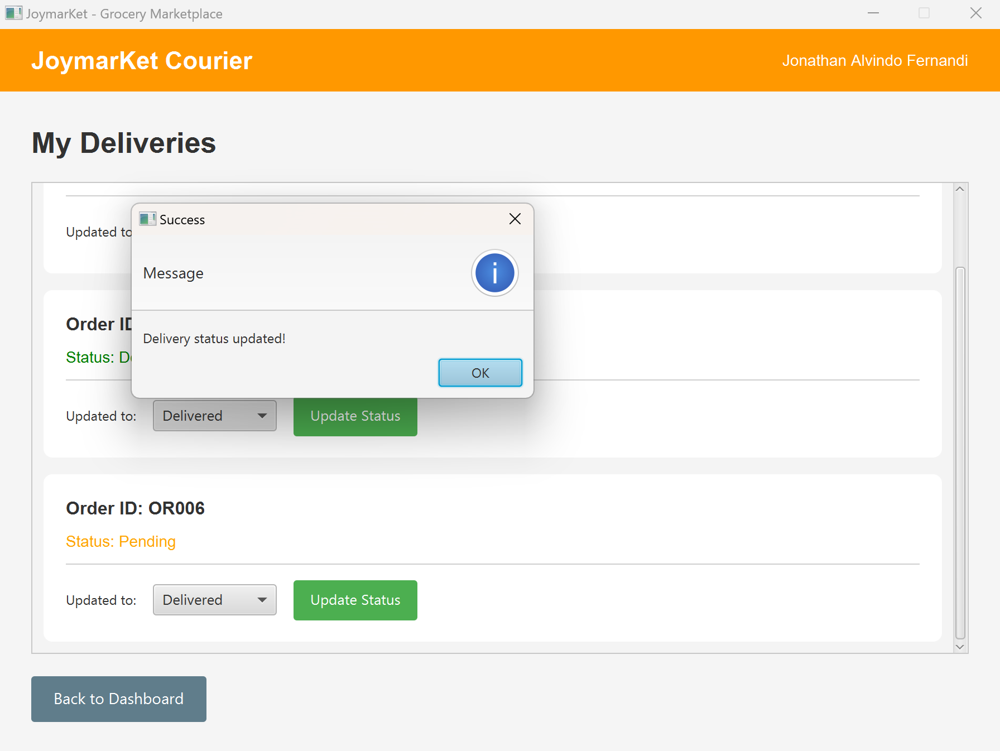 JoymarKet - Grocery Marketplace
JoymarKet Courier
Jonathan Alvindo Fernandi
My Deliveries
Updated to
Success
Message
Delivery status updated!
OK
Order ID
Status:
Updated to:
Delivered
Update Status
Order ID: OR006
Status: Pending
Updated to:
Delivered
Update Status
Back to Dashboard